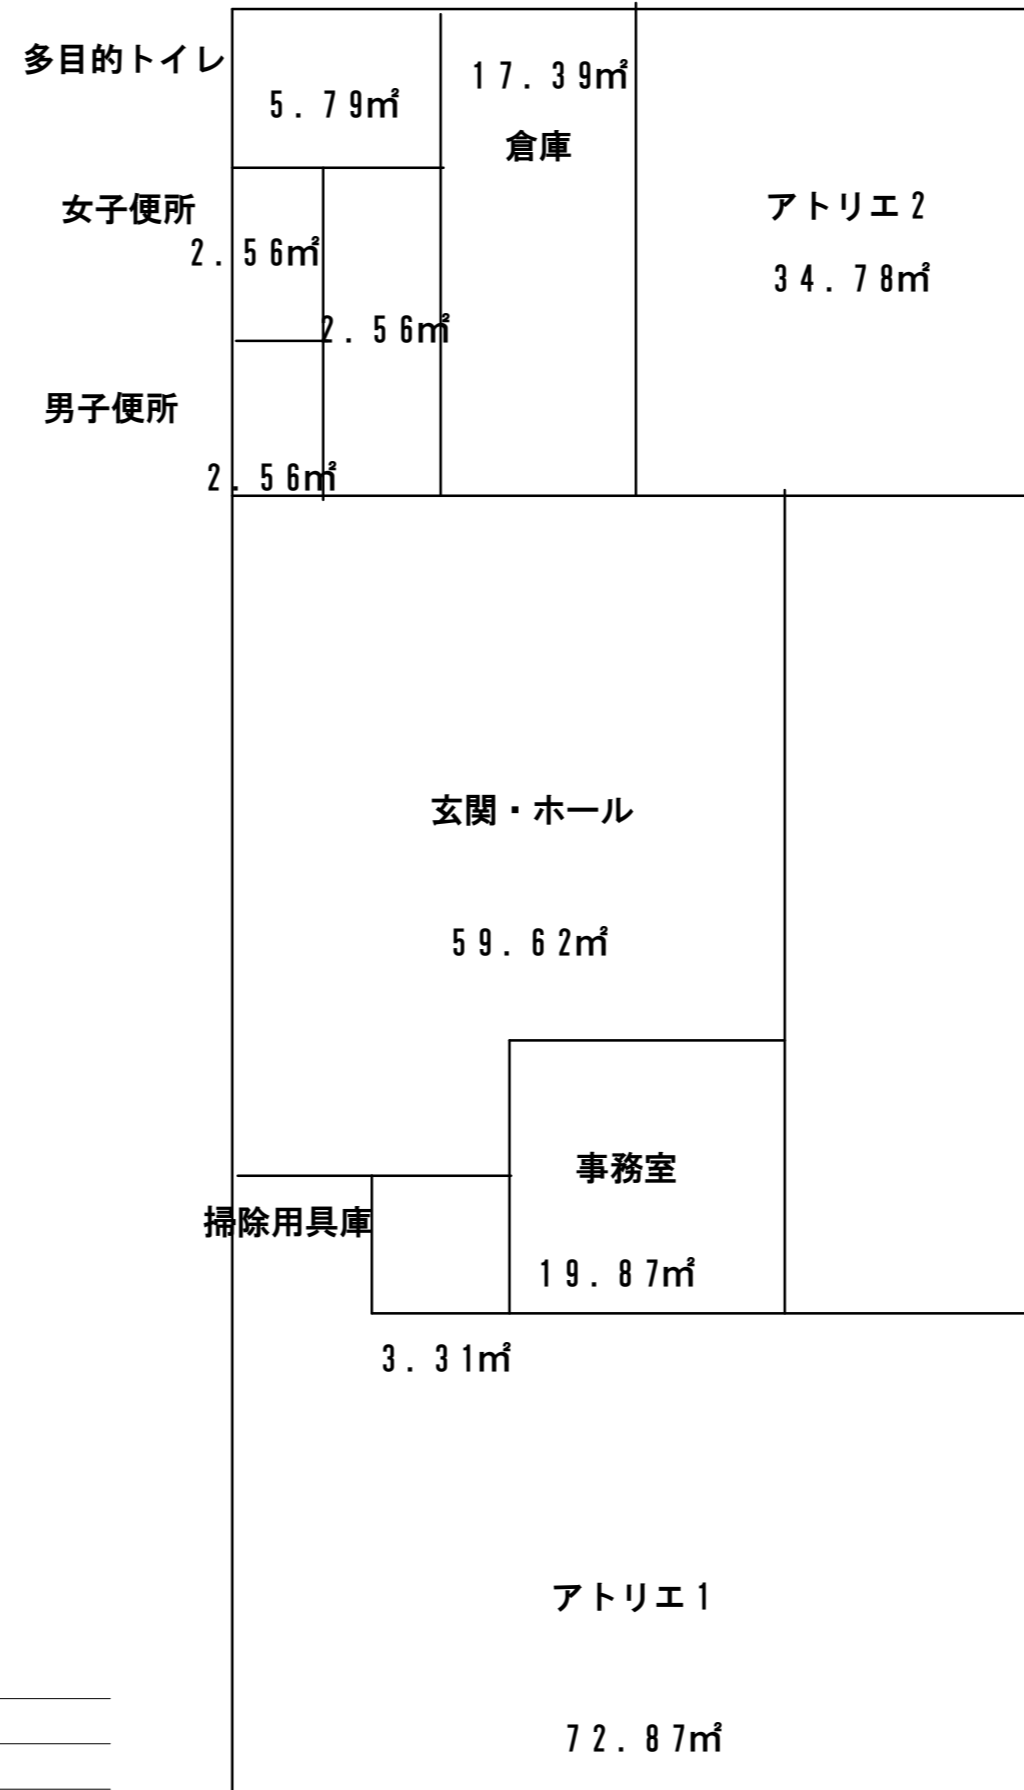 多目的トイレ
5.79㎡
17.39㎡
倉庫
アトリエ2
34.78㎡
女子便所
2.56㎡
2.56㎡
男子便所
2.56㎡
玄関・ホール
59.62㎡
事務室
19.87㎡
掃除用具庫
3.31㎡
アトリエ1
72.87㎡